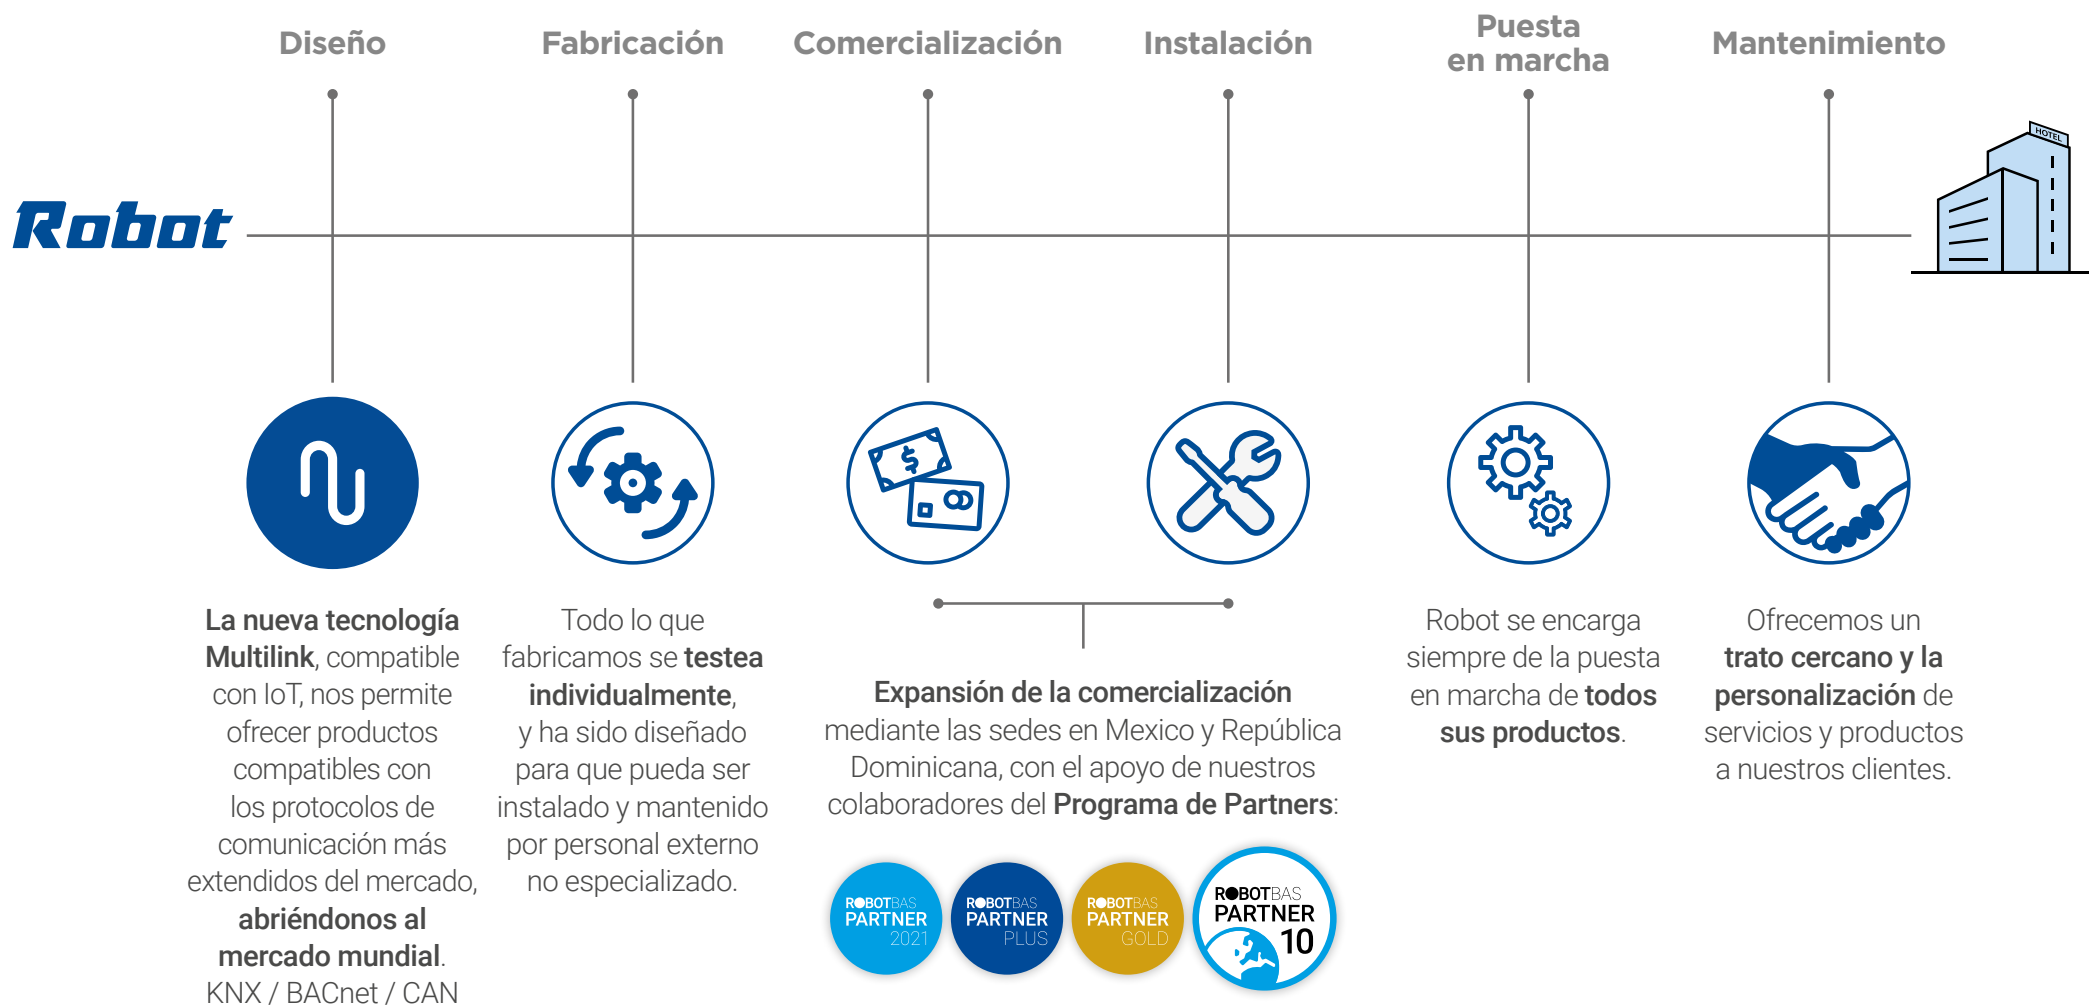 Diseño
Fabricación
Comercialización
Instalación
Puesta
en marcha
Mantenimiento
HOTEL
Robot
La nueva tecnología
Multilink, compatible
con IoT, nos permite
ofrecer productos
compatibles con
los protocolos de
comunicación más
extendidos del mercado,
abriéndonos al
mercado mundial.
KNX / BACnet / CAN
Todo lo que
fabricamos se testea
individualmente,
y ha sido diseñado
para que pueda ser
instalado y mantenido
por personal externo
no especializado.
$
Expansión de la comercialización
mediante las sedes en Mexico y República
Dominicana, con el apoyo de nuestros
colaboradores del Programa de Partners:
ROBOTBAS
PARTNER
2021
ROBOTBAS
PARTNER
PLUS
ROBOTBAS
PARTNER
GOLD
ROBOTBAS
PARTNER
10
Robot se encarga
siempre de la puesta
en marcha de todos
sus productos.
Ofrecemos un
trato cercano y la
personalización de
servicios y productos
a nuestros clientes.